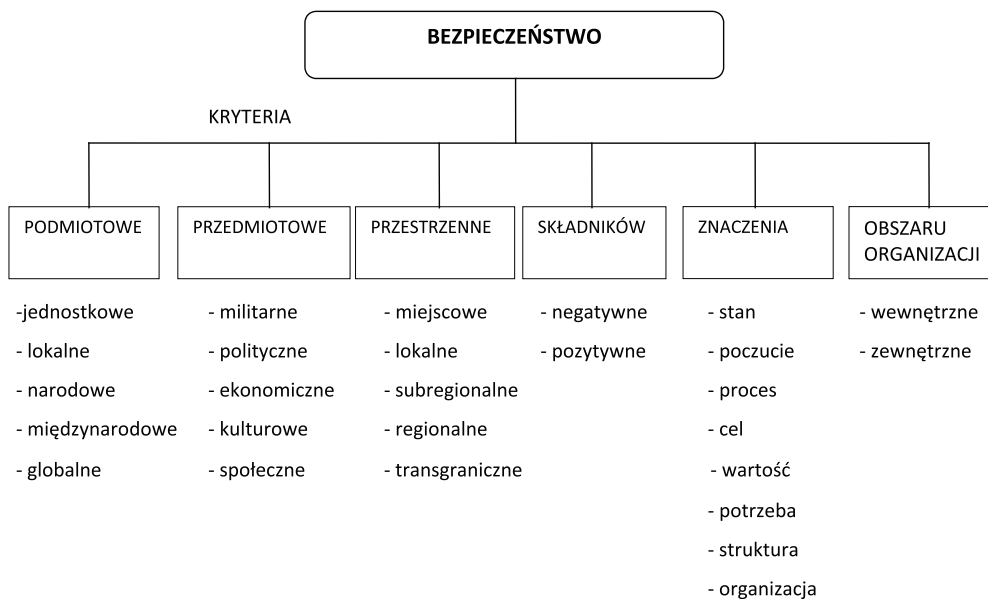 BEZPIECZEŃSTWO
KRYTERIA
PODMIOTOWE
-jednostkowe
- lokalne
- narodowe
- międzynarodowe
- globalne
PRZEDMIOTOWE
- militarne
- polityczne
- ekonomiczne
- kulturowe
- społeczne
PRZESTRZENNE
- miejscowe
- lokalne
- subregionalne
- regionalne
- transgraniczne
SKŁADNIKÓW
- negatywne
- pozytywne
ZNACZENIA
- stan
- poczucie
- proces
- cel
- wartość
- potrzeba
- struktura
- organizacja
OBSZARU
ORGANIZACJI
- wewnętrzne
- zewnętrzne